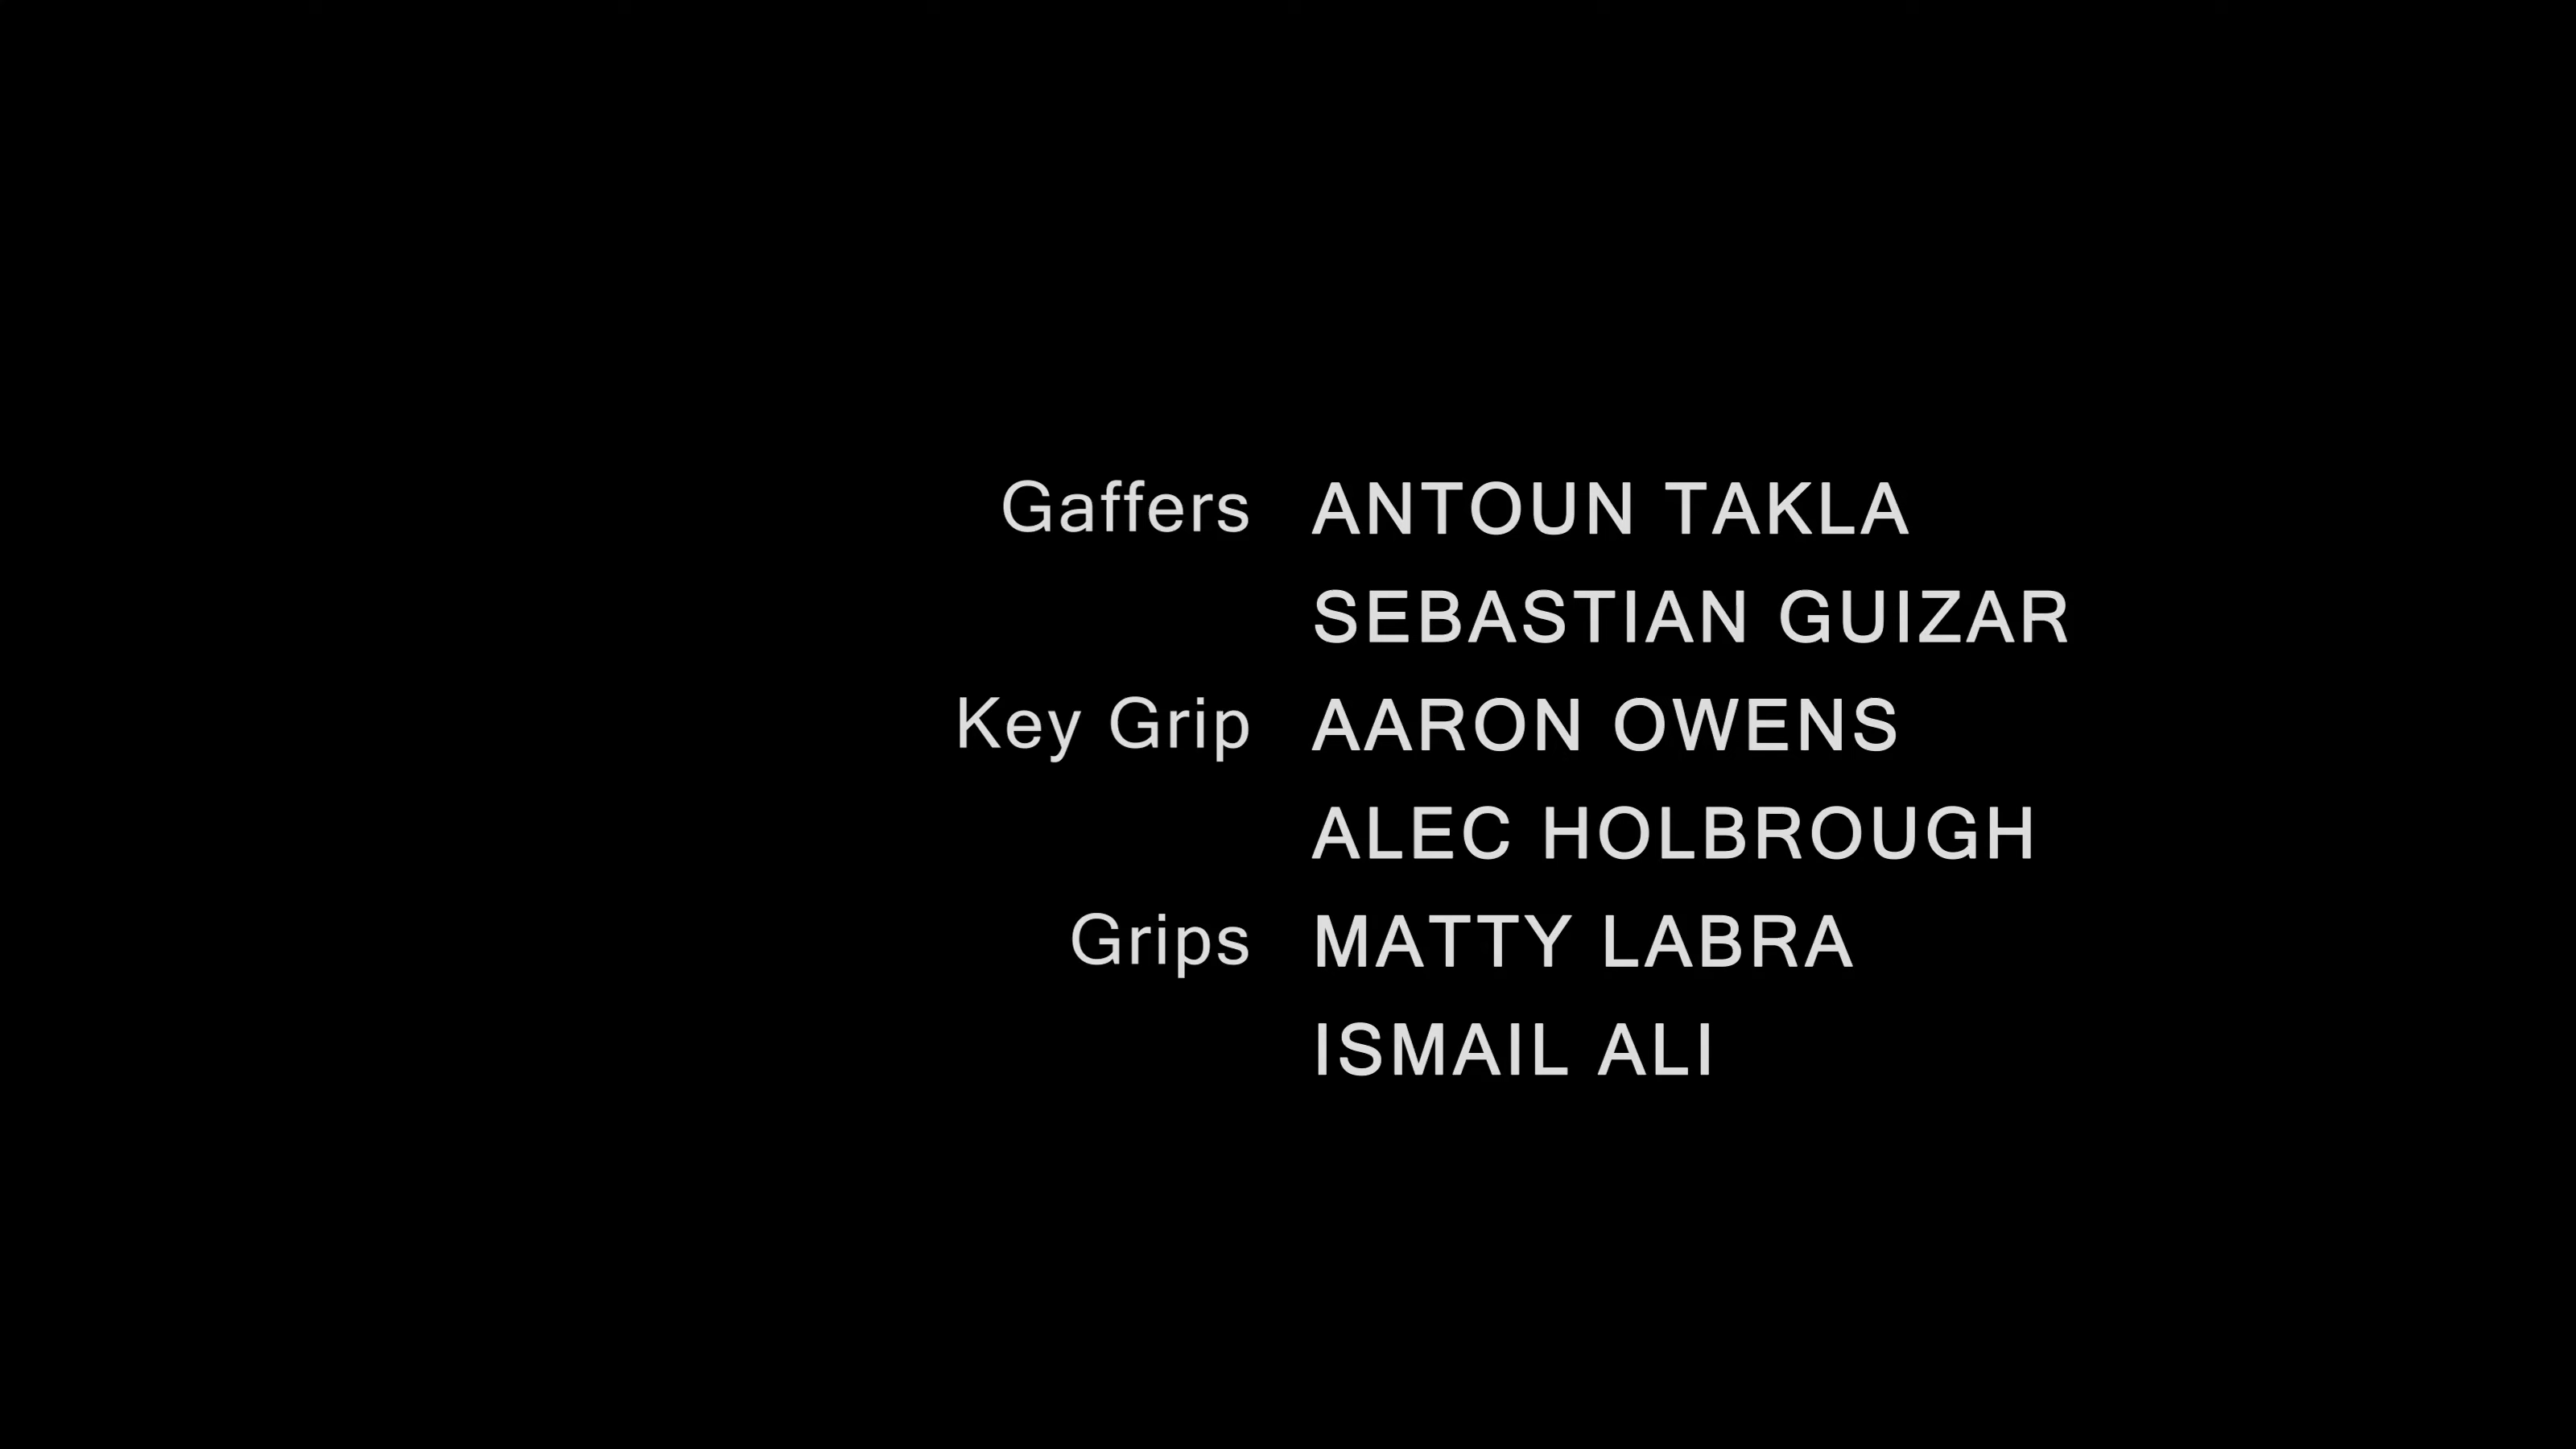 Gaffers ANTOUN TAKLA
SEBASTIAN GUIZAR
Key Grip AARON OWENS
ALEC HOLBROUGH
Grips MATTY LABRA
ISMAIL ALI